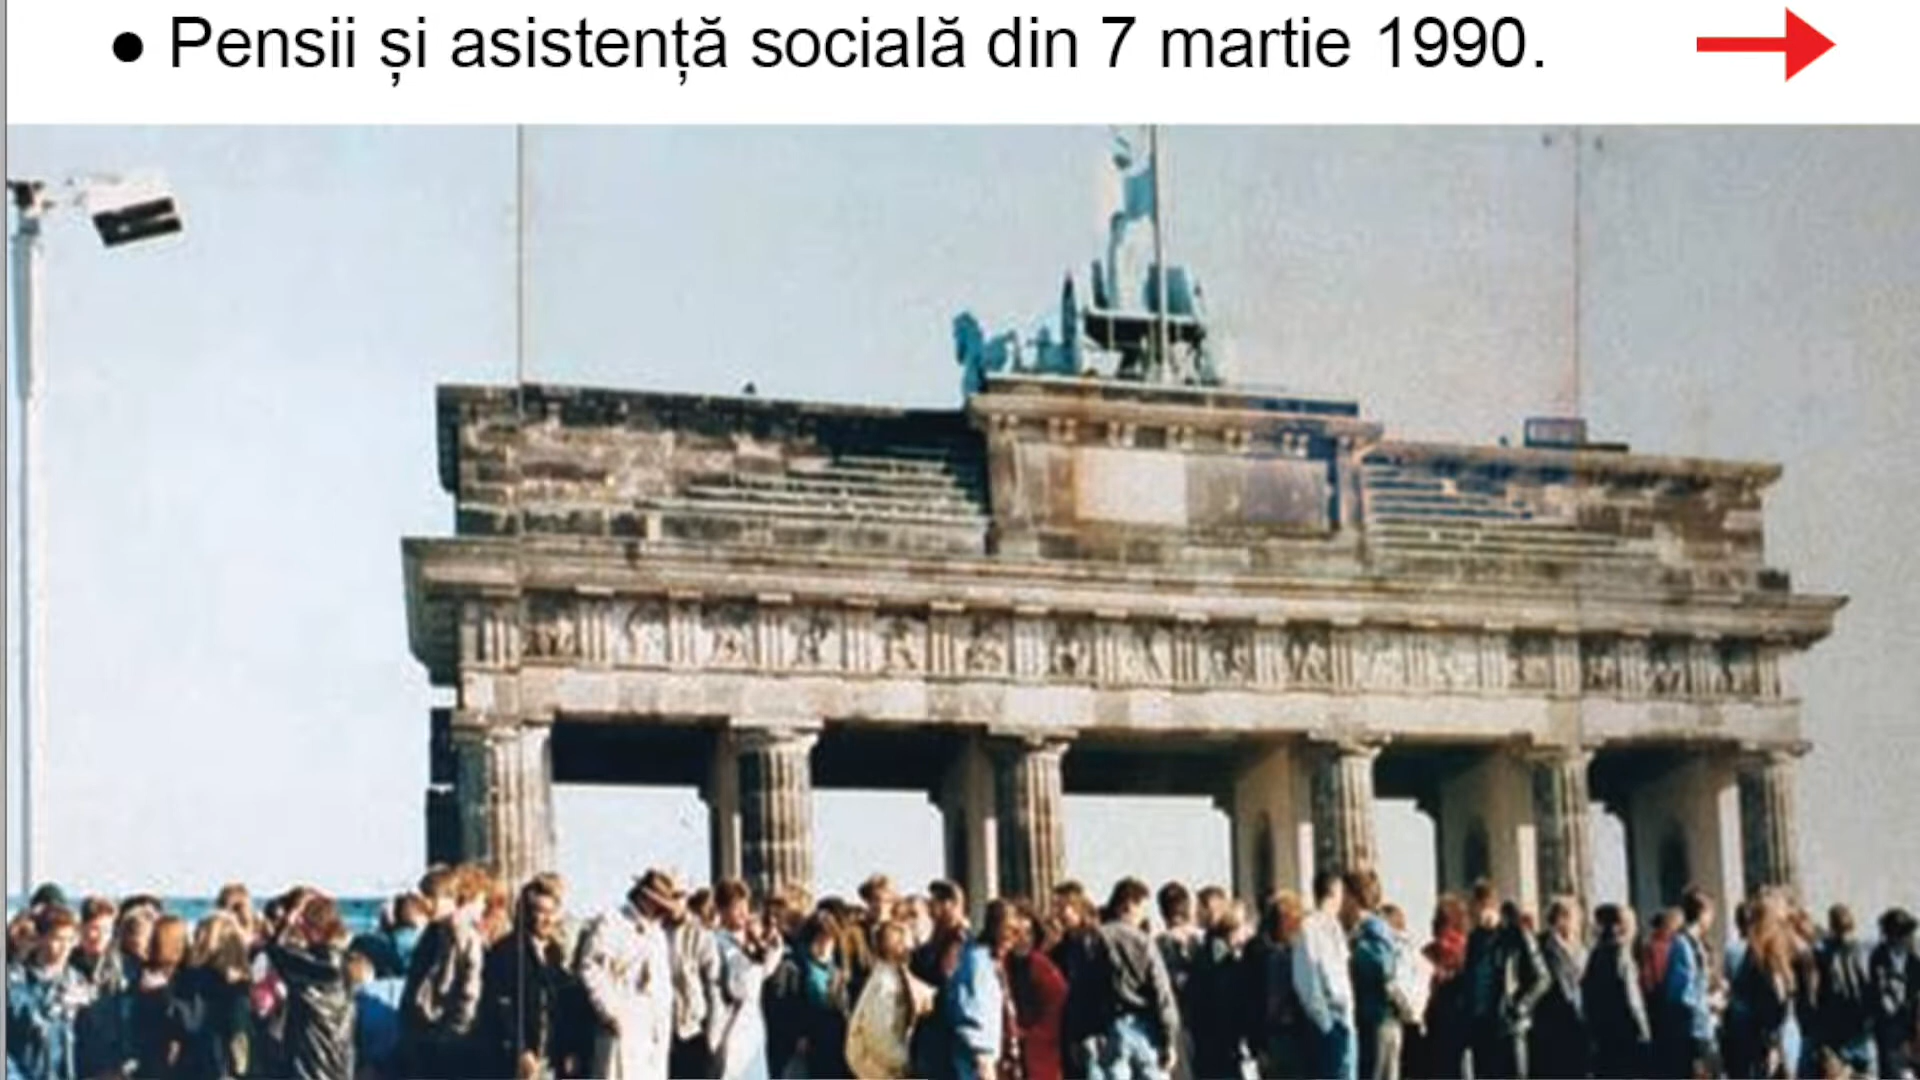 ● Pensii și asistență socială din 7 martie 1990.